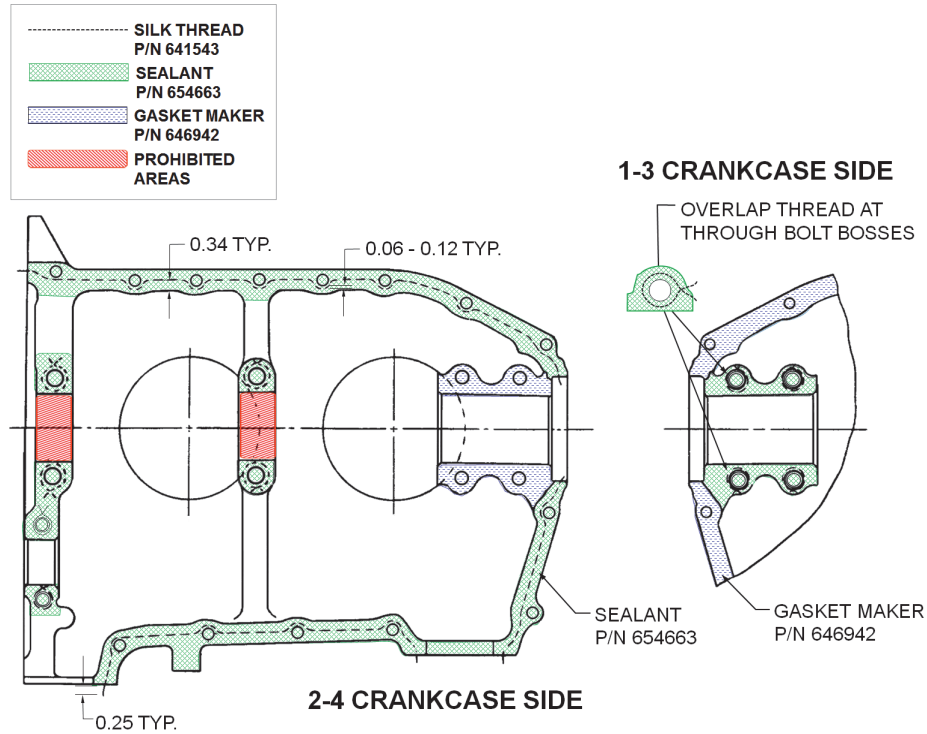 SILK THREAD
P/N 641543
SEALANT
P/N 654663
GASKET MAKER
P/N 646942
PROHIBITED
AREAS
1-3 CRANKCASE SIDE
OVERLAP THREAD AT
THROUGH BOLT BOSSES
0.34 TYP.
0.06 - 0.12 TYP.
SEALANT
P/N 654663
GASKET MAKER
P/N 646942
2-4 CRANKCASE SIDE
0.25 TYP.